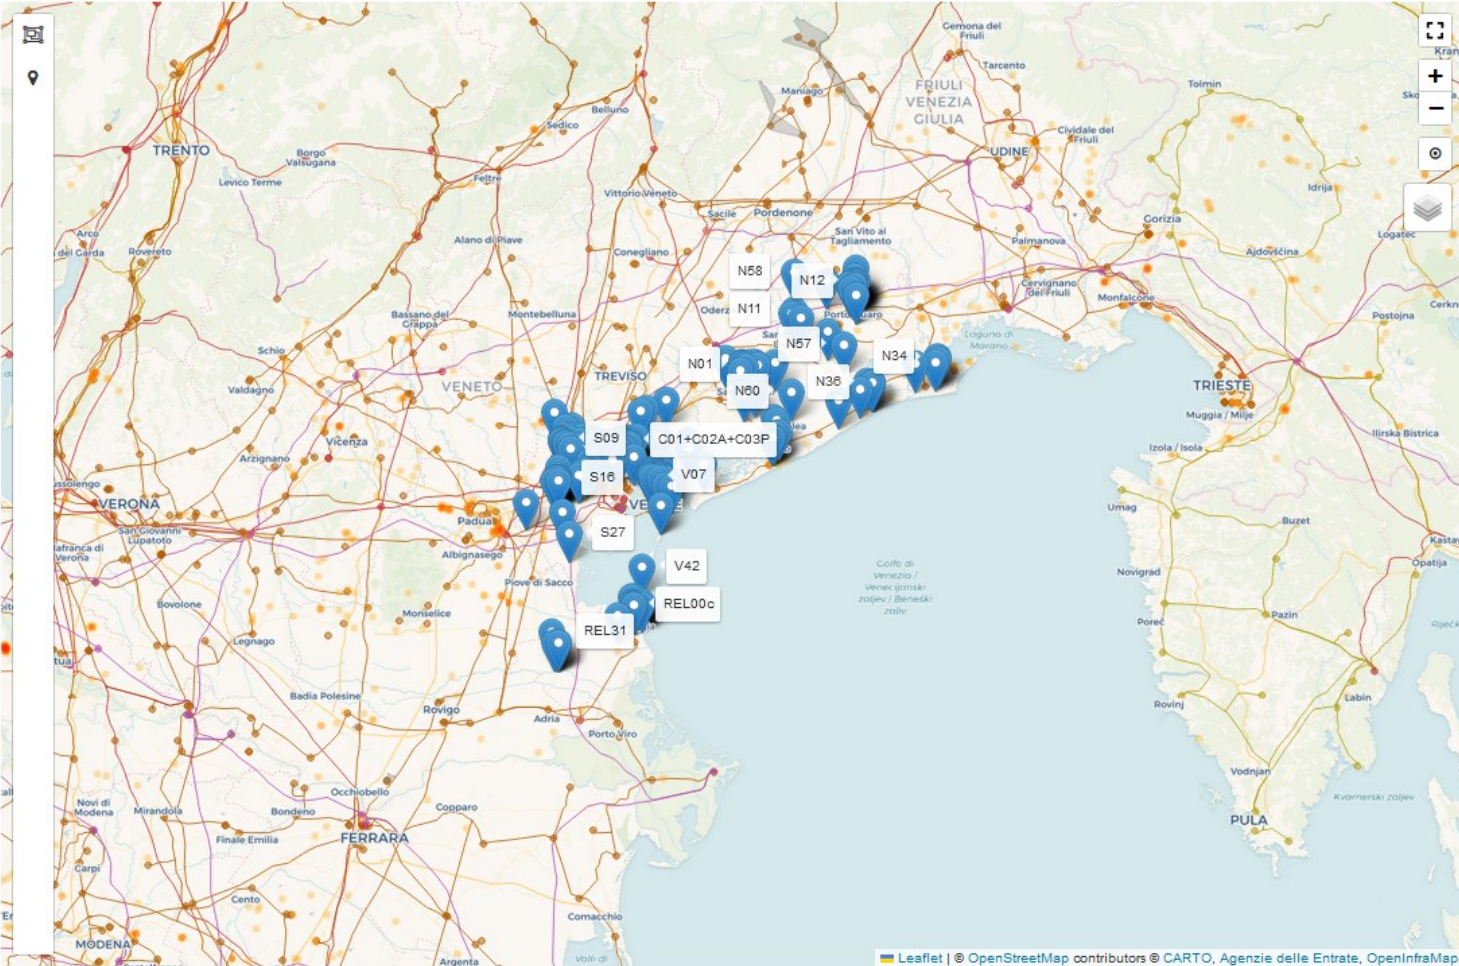 Gemona del
Friuli
Tarcento
Tolmin
Maniago
FRIULI
VENEZIA
GIULIA
Belluno
Sedico
Cividale del
Friuli
UDINE
TRENTO
Borgo
Valsugana
Levico Terme
Feltre
Vittorio Veneto
Idrija
Sacile
Pordenone
Gorizia
Arco
del Garda
Rovereto
Alano di Piave
San Vito al
Tagliamento
Palmanova
Logatec
Conegliano
Ajdovščina
N58
N12
Cervignano
del Friuli
Monfalcone
N11
Bassano del
Grappa
Montebelluna
Postojna
Laguna di
Marano
N57
Schio
N01
N34
TREVISO
VENETO
Valdagno
N60
N36
TRIESTE
Muggia / Milje
Vicenza
Arzignano
S09
C01+C02A+C03P
Izola / Isola
Ilirska Bistrica
S16
V07
VERONA
San Giovanni
Lupatoto
Padua
Umag
Buzet
S27
Albignasego
Opatija
V42
Piove di Sacco
Golfo di
Venezia /
Venecijanski
zaljev / Beneški
zaliv
Novigrad
Bovolone
Monselice
REL00c
Pazin
Poreč
REL31
Legnago
Badia Polesine
Rovigo
Adria
Porto Viro
Rovinj
Labin
Vodnjan
Kvarnerski zaljev
Occhiobello
Novi di
Modena
Mirandola
Bondeno
Copparo
PULA
FERRARA
Finale Emilia
Carpi
Cento
Comacchio
MODENA
Argenta
Valli di
+
−
Leaflet | © OpenStreetMap contributors © CARTO, Agenzie delle Entrate, OpenInfraMap